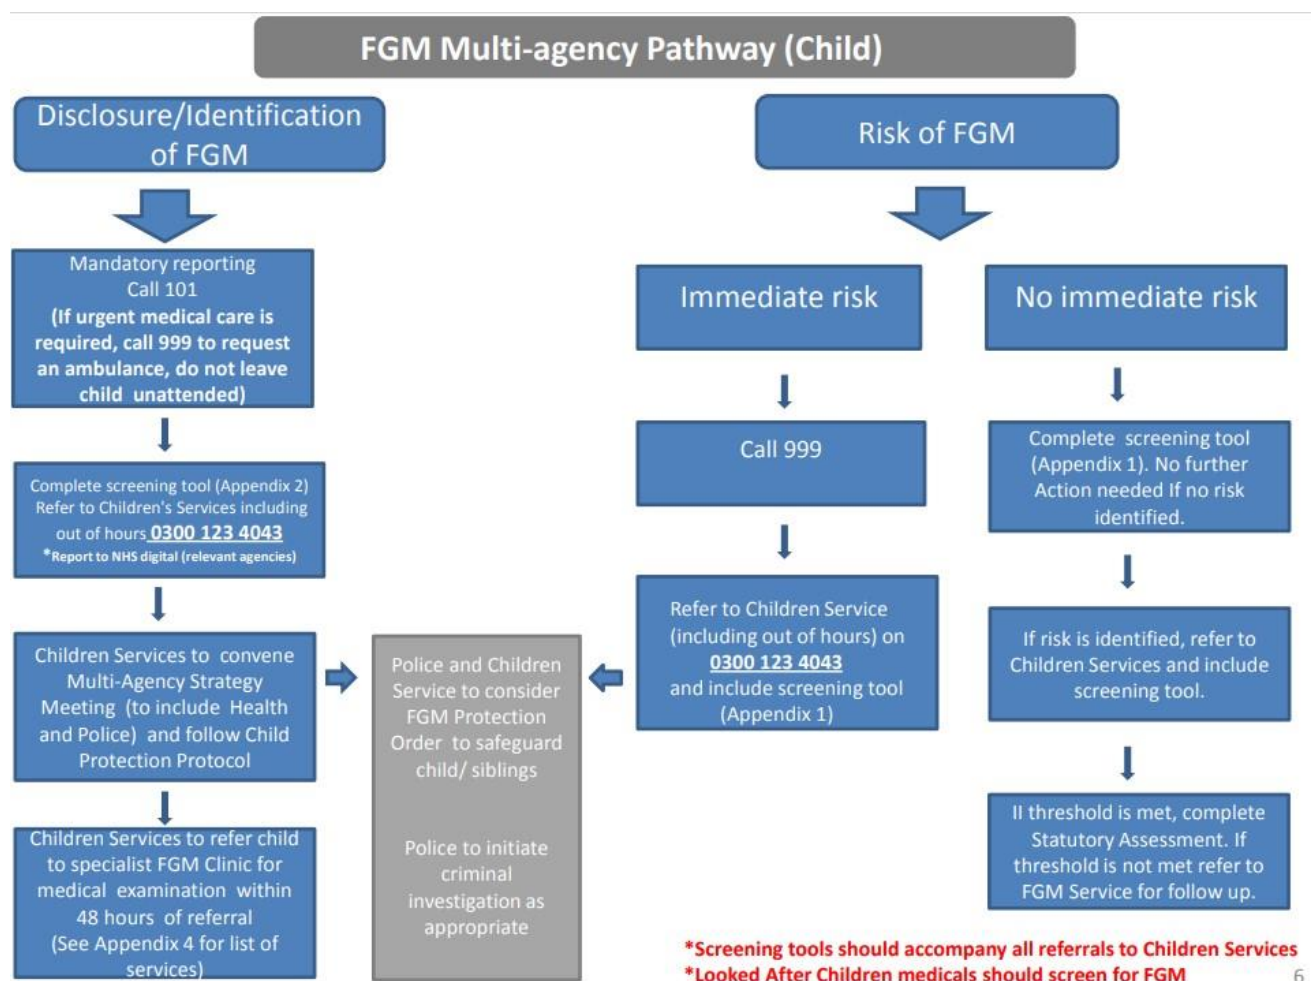 FGM Multi-agency Pathway (Child)
Disclosure/Identification
of FGM
Mandatory reporting
Call 101
(If urgent medical care is
required, call 999 to request
an ambulance, do not leave
child unattended)
Complete screening tool (Appendix 2)
Refer to Children's Services including
out of hours 0300 123 4043
*Report to NHS digital (relevant agencies)
Children Services to convene
Multi-Agency Strategy
Meeting (to include Health
and Police) and follow Child
Protection Protocol
Children Services to refer child
to specialist FGM Clinic for
medical examination within
48 hours of referral
(See Appendix 4 for list of
services)
Police and Children
Service to consider
FGM Protection
Order to safeguard
child/ siblings
Police to initiate
criminal
investigation as
appropriate
Risk of FGM
Immediate risk
Call 999
Refer to Children Service
(including out of hours) on
0300 123 4043
and include screening tool
(Appendix 1)
No immediate risk
Complete screening tool
(Appendix 1). No further
Action needed If no risk
identified.
If risk is identified, refer to
Children Services and include
screening tool.
II threshold is met, complete
Statutory Assessment. If
threshold is not met refer to
FGM Service for follow up.
*Screening tools should accompany all referrals to Children Services
*Looked After Children medicals should screen for FGM
6